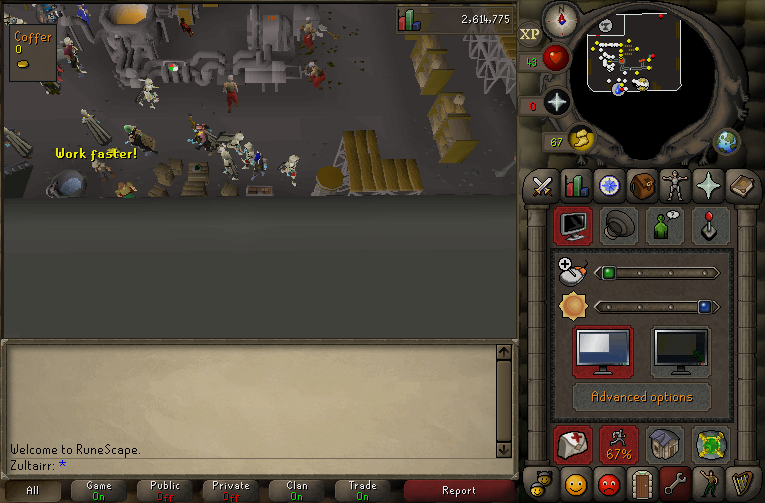 Coffer
0
2,614,775
XP
43
0
67
Work faster!
Advanced options
67%
Welcome to RuneScape.
Zultairr: *
All
Game
On
Public
Off
Private
Off
Clan
On
Trade
On
Report